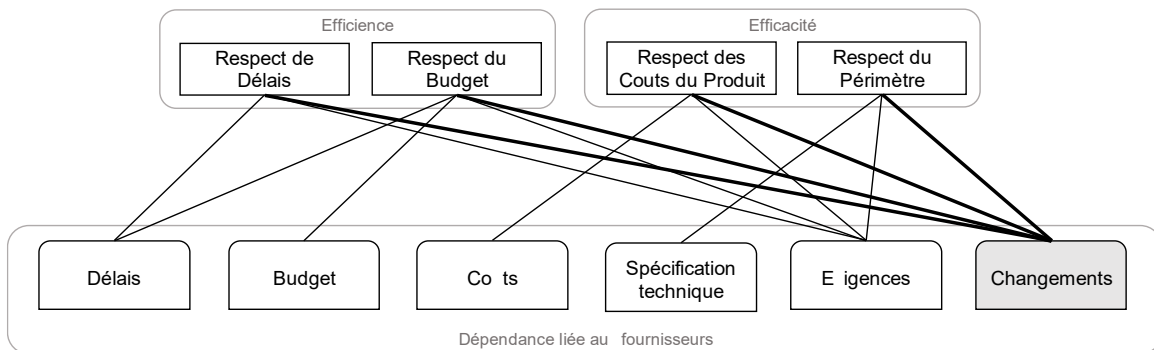 Efficience
Efficacité
Respect de
Délais
Respect du
Budget
Respect des
Couts du Produit
Respect du
Périmètre
Délais
Budget
Co ts
Spécification
technique
E igences
Changements
Dépendance liée au fournisseurs